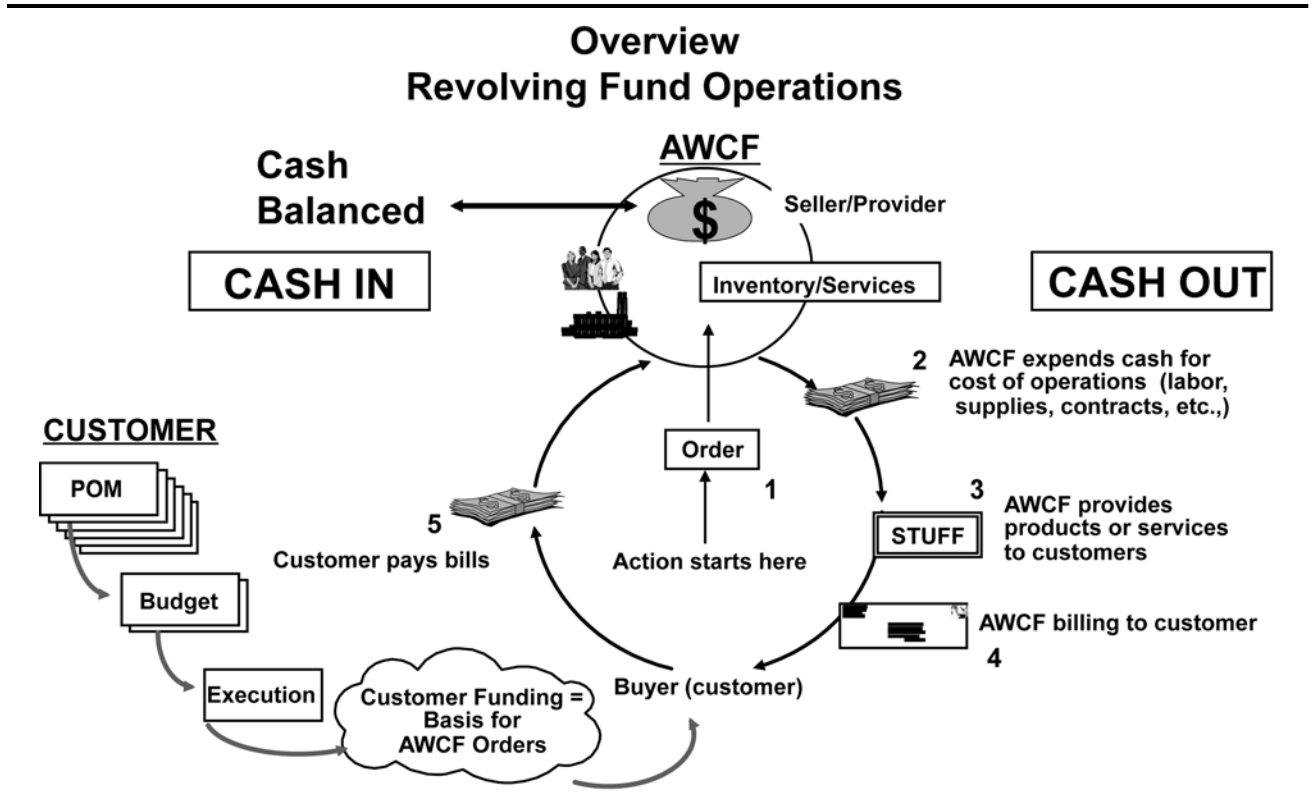 Overview
Revolving Fund Operations
AWCF
Cash
Balanced
$
Seller/Provider
CASH IN
Inventory/Services
CASH OUT
2
AWCF expends cash for
cost of operations (labor,
supplies, contracts, etc.,)
CUSTOMER
POM
Order
1
3
AWCF provides
products or services
to customers
STUFF
5
Customer pays bills
Action starts here
Budget
AWCF billing to customer
4
Execution
Customer Funding =
Basis for
AWCF Orders
Buyer (customer)